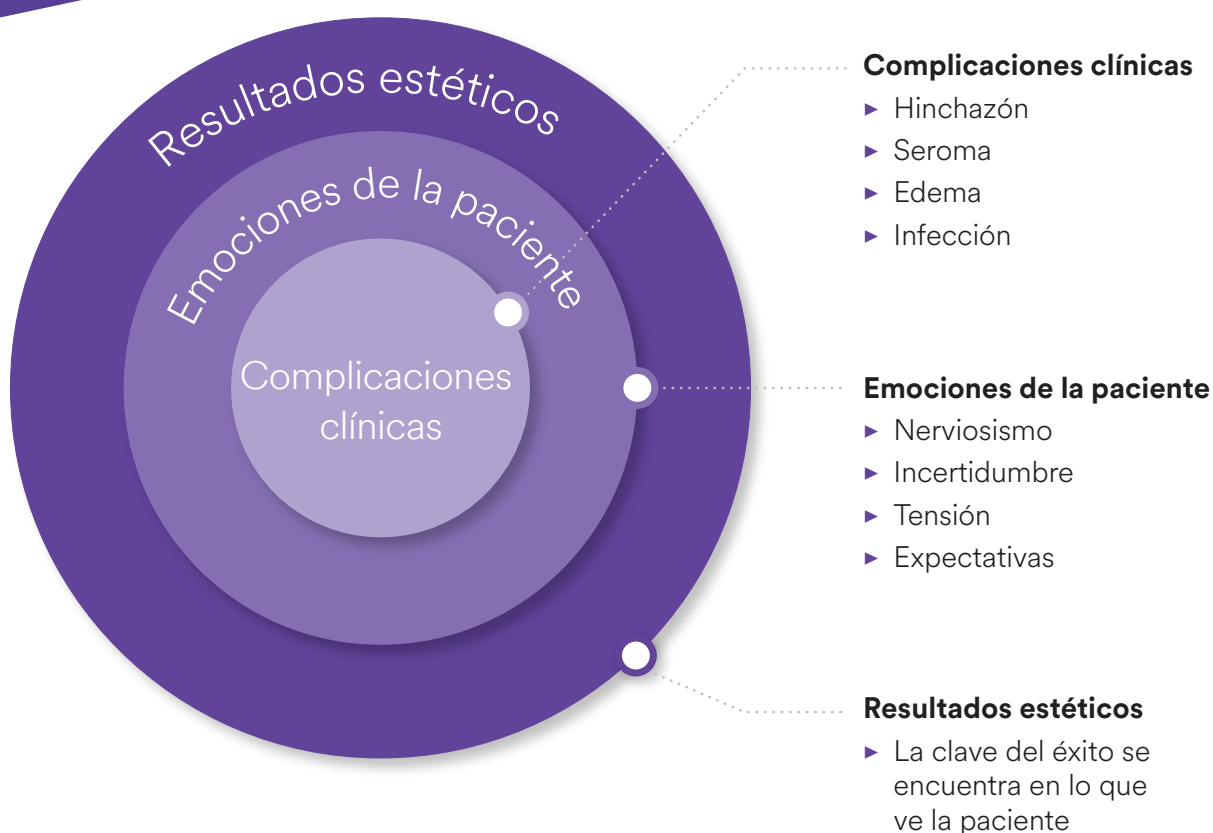 Resultados estéticos
Emociones de la paciente
Complicaciones
clínicas
Complicaciones clínicas
► Hinchazón
► Seroma
► Edema
► Infección
Emociones de la paciente
► Nerviosismo
► Incertidumbre
► Tensión
► Expectativas
Resultados estéticos
► La clave del éxito se
encuentra en lo que
ve la paciente